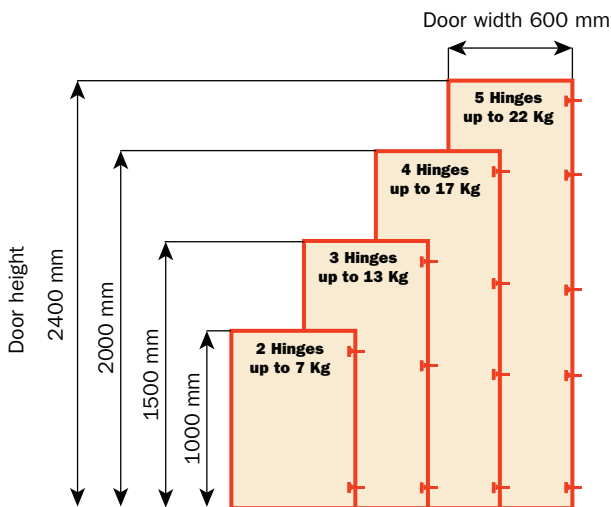 Door width 600 mm
5 Hinges
up to 22 Kg
4 Hinges
up to 17 Kg
3 Hinges
up to 13 Kg
2 Hinges
up to 7 Kg
Door height
2400 mm
2000 mm
1500 mm
1000 mm